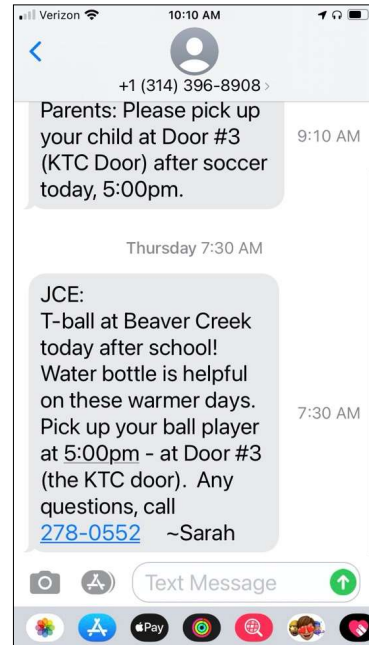 Verizon
10:10 AM
+1 (314) 396-8908
Parents: Please pick up
your child at Door #3
(KTC Door) after soccer
today, 5:00pm.
9:10 AM
Thursday 7:30 AM
JCE:
T-ball at Beaver Creek
today after school!
Water bottle is helpful
on these warmer days.
Pick up your ball player
at 5:00pm - at Door #3
(the KTC door). Any
questions, call
278-0552 ~Sarah
7:30 AM
Text Message
Pay